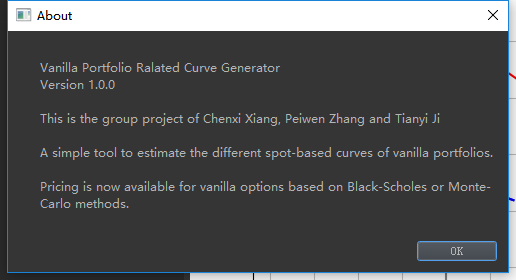 About
Vanilla Portfolio Ralated Curve Generator
Version 1.0.0
This is the group project of Chenxi Xiang, Peiwen Zhang and Tianyi Ji
A simple tool to estimate the different spot-based curves of vanilla portfolios.
Pricing is now available for vanilla options based on Black-Scholes or Monte-
Carlo methods.
OK